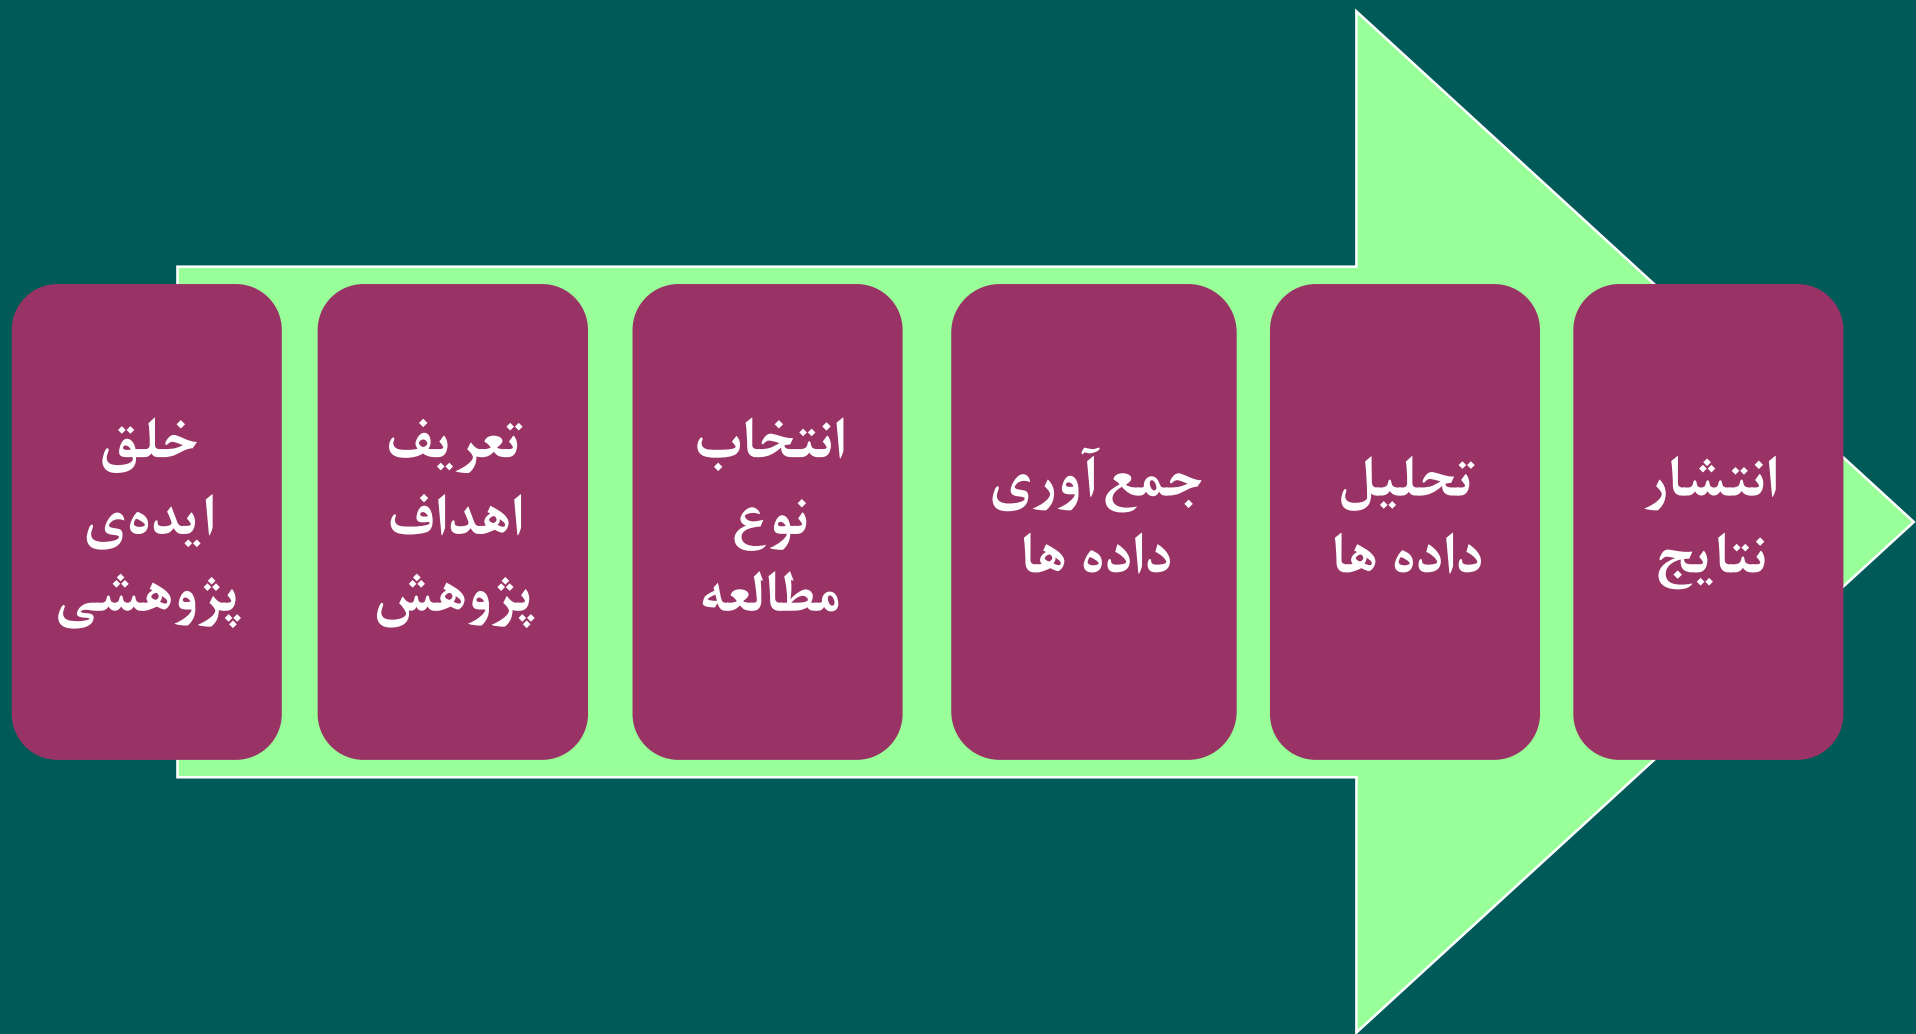 خلق
ایده‌ی
پژوهشی
تعریف
اهداف
پژوهش
انتخاب
نوع
مطالعه
جمع‌آوری
داده ها
تحلیل
داده ها
انتشار
نتایج